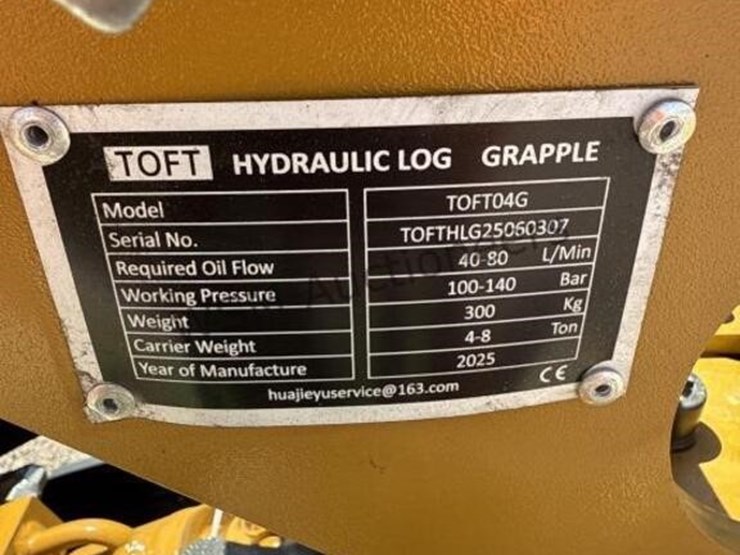 TOFT HYDRAULIC LOG GRAPPLE
Model TOFT04G
Serial No. TOFTHLG25060307
Required Oil Flow 40-80 L/Min
Working Pressure 100-140 Bar
Weight 300 Kg
Carrier Weight 4-8 Ton
Year of Manufacture 2025
huajieyuservice@163.com CE